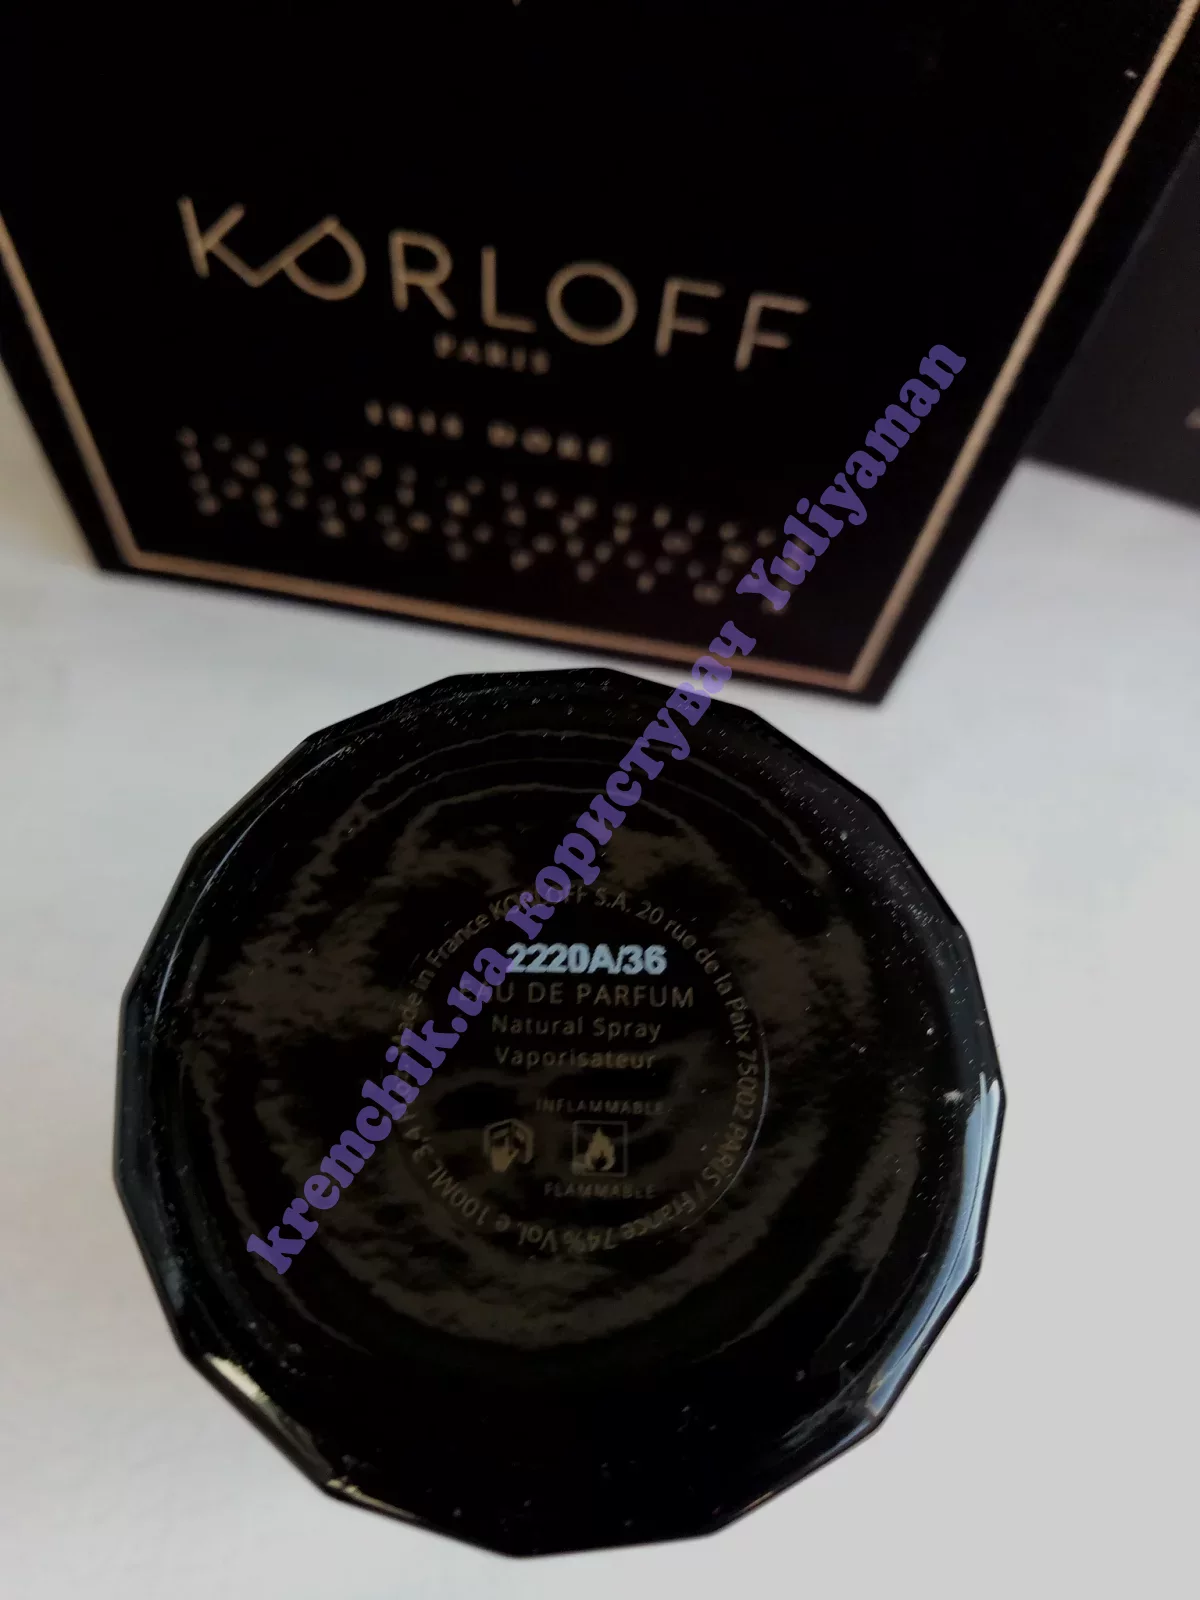 KORLOFF
PARIS
IRIS DORÉ
2220A/36
EAU DE PARFUM
Natural Spray
Vaporisateur
INFLAMMABLE
FLAMMABLE
Made in France KORLOFF S.A. 20 rue de la Paix 75002 PARIS / France 74% Vol. e 100ML 3,4
kremchik.ua користувач Yuliyaman